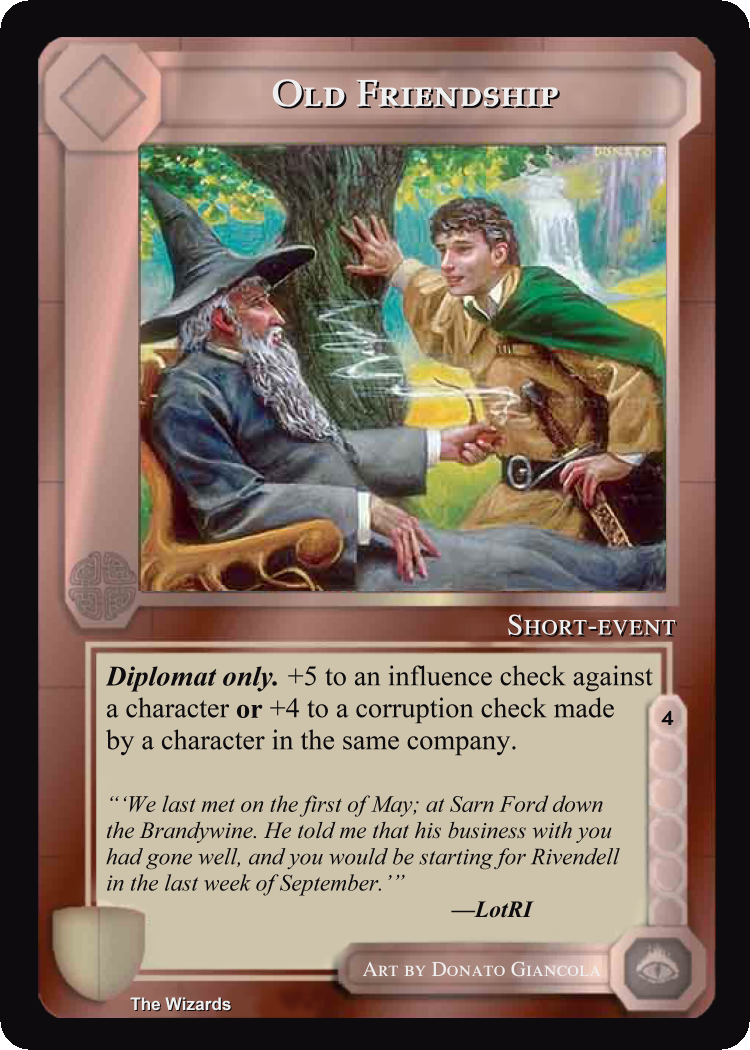 Old Friendship
DONATO
Short-event
Diplomat only. +5 to an influence check against
a character or +4 to a corruption check made
by a character in the same company.
4
“‘We last met on the first of May; at Sarn Ford down
the Brandywine. He told me that his business with you
had gone well, and you would be starting for Rivendell
in the last week of September.’”
—LotRI
Art by Donato Giancola
The Wizards